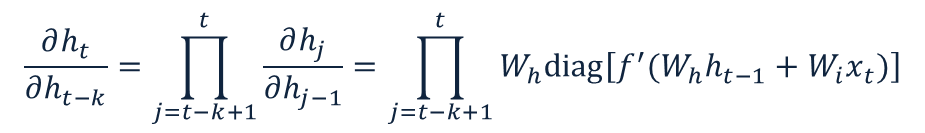 ∂h_t/∂h_{t−k} = ∏_{j=t−k+1}^{t} ∂h_j/∂h_{j−1} = ∏_{j=t−k+1}^{t} W_h diag[f′(W_h h_{t−1} + W_i x_t)]